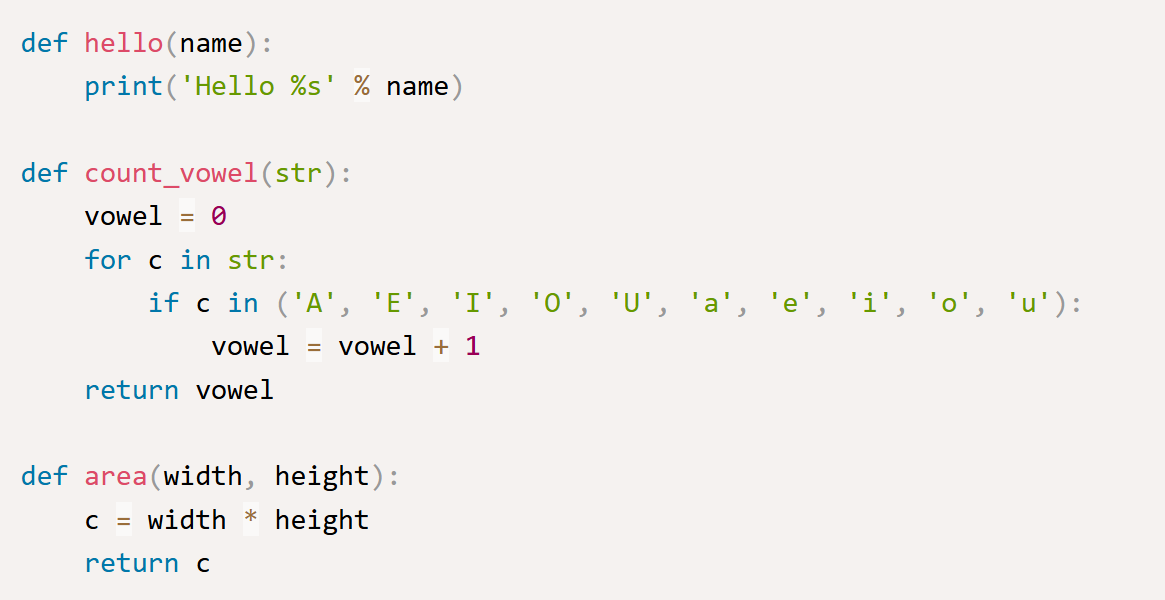 def hello(name):
    print('Hello %s' % name)

def count_vowel(str):
    vowel = 0
    for c in str:
        if c in ('A', 'E', 'I', 'O', 'U', 'a', 'e', 'i', 'o', 'u'):
            vowel = vowel + 1
    return vowel

def area(width, height):
    c = width * height
    return c